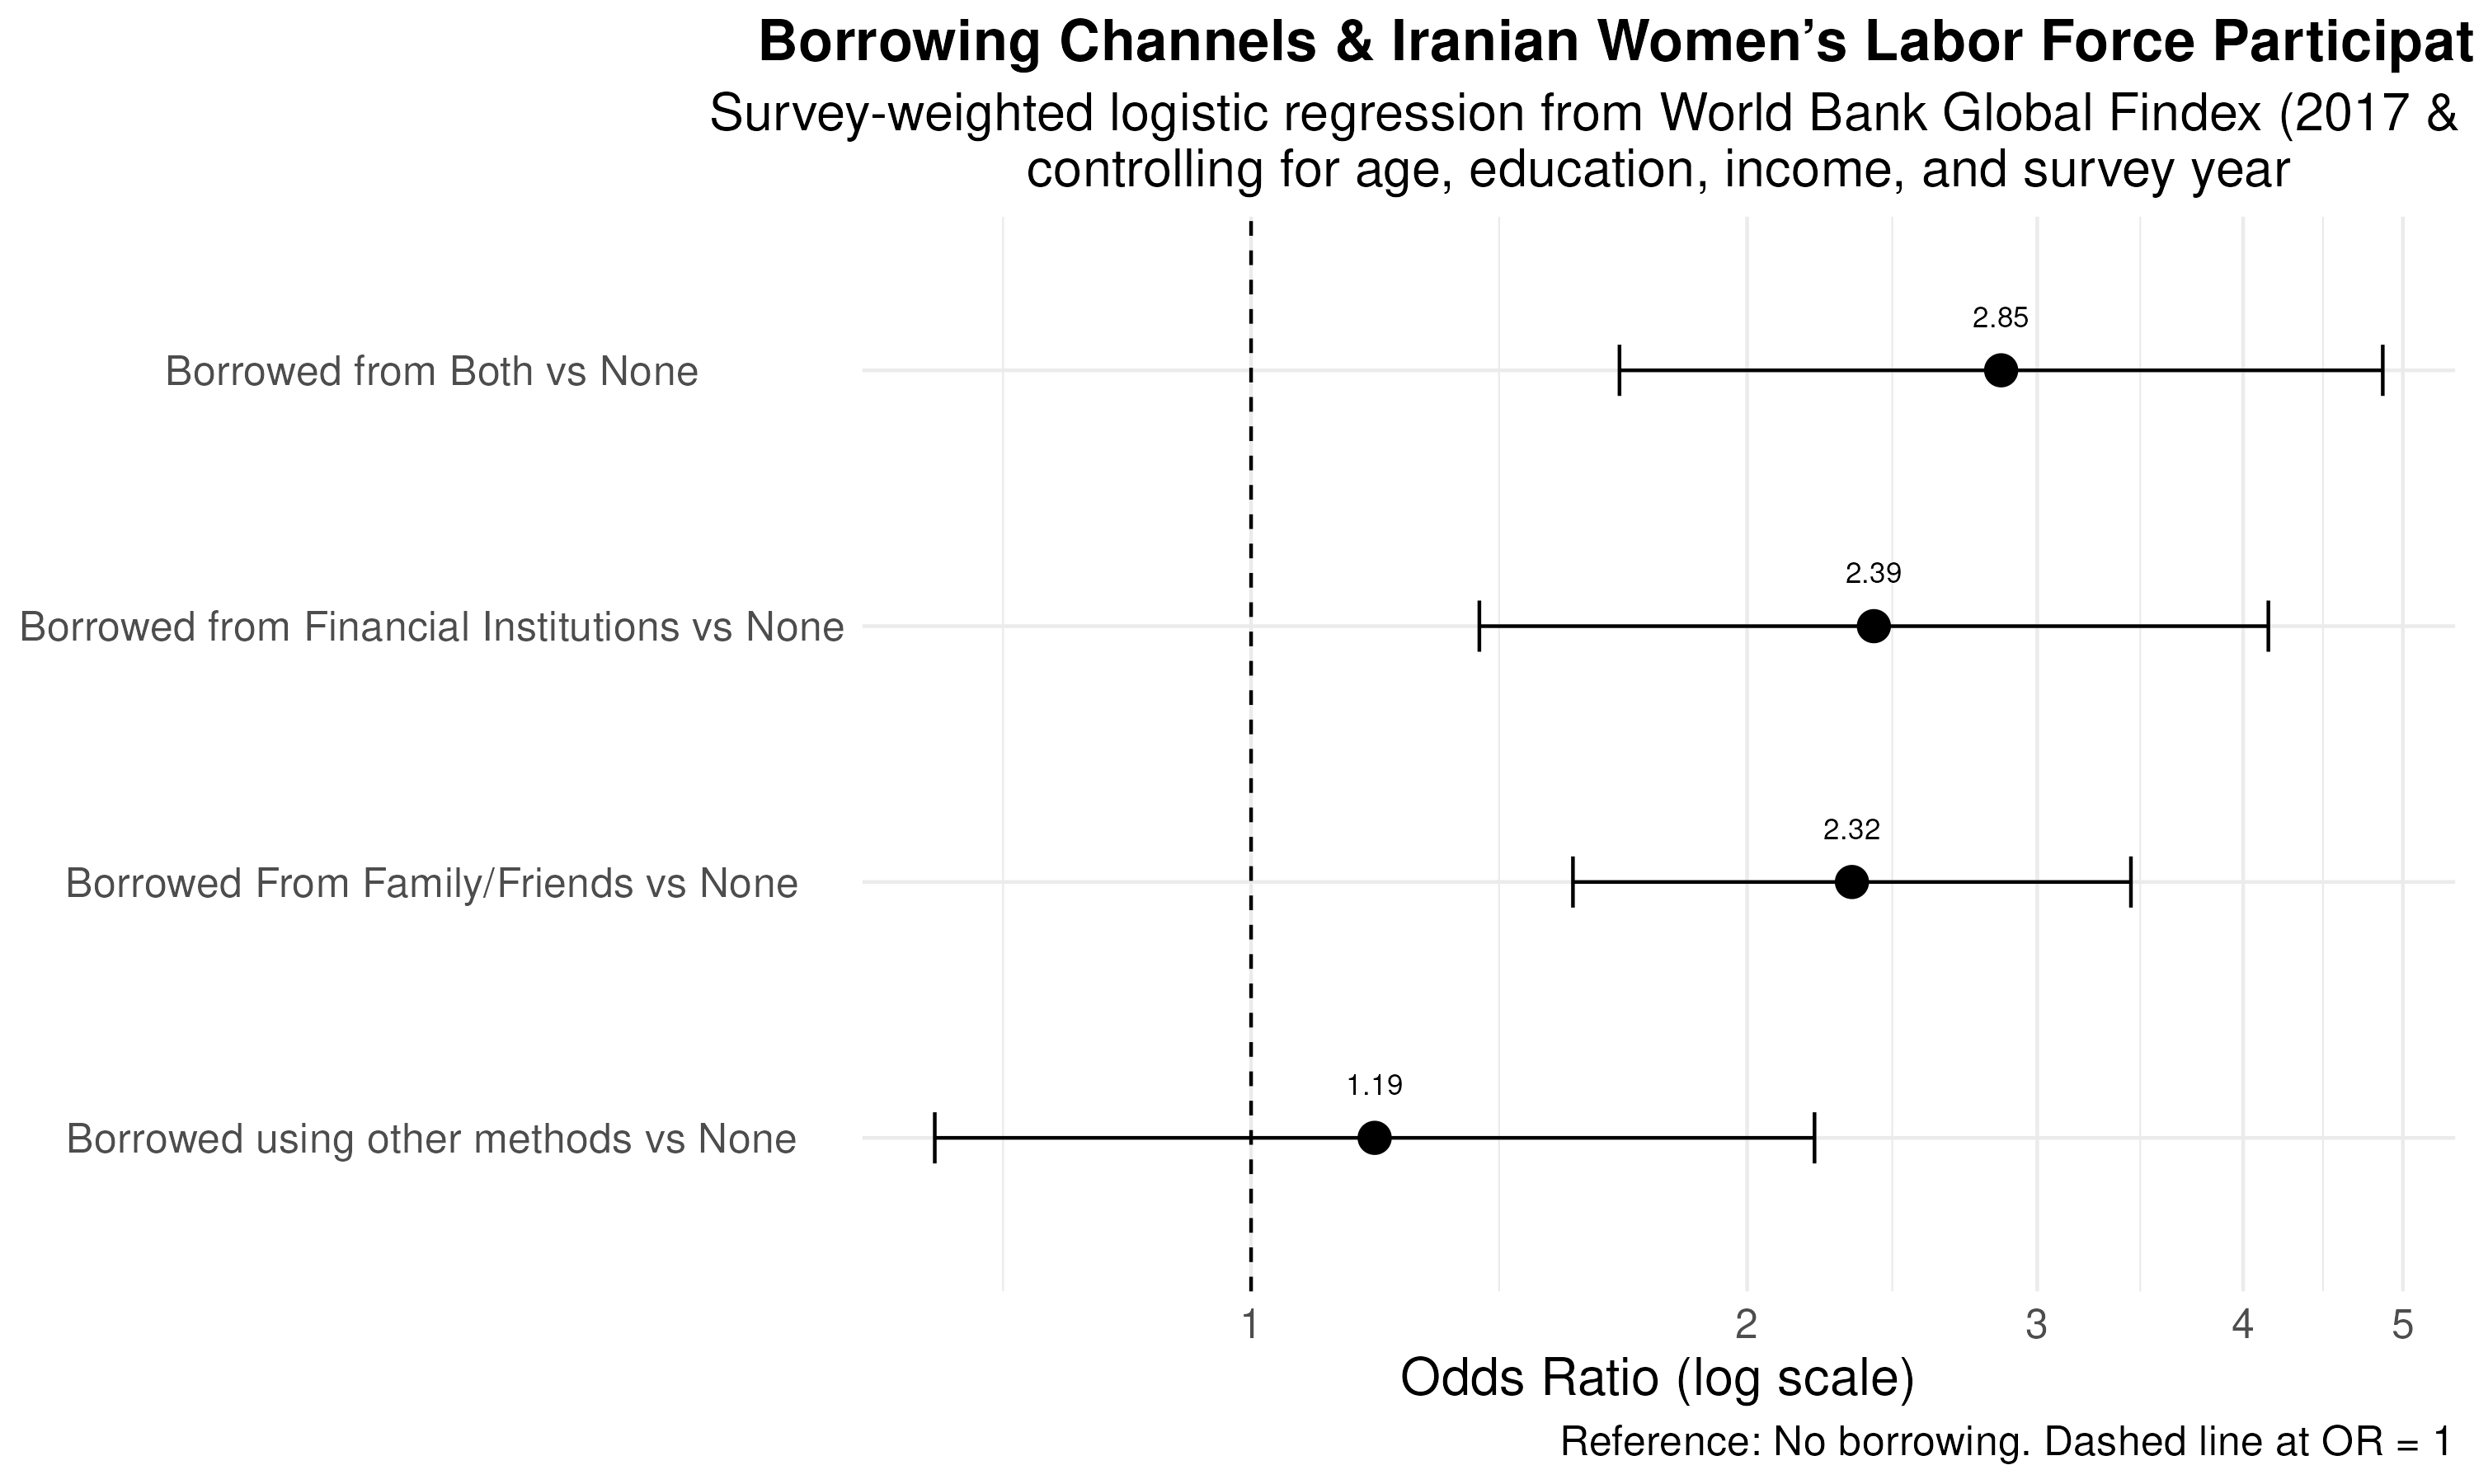 Borrowing Channels & Iranian Women’s Labor Force Participat
Survey-weighted logistic regression from World Bank Global Findex (2017 &
controlling for age, education, income, and survey year
2.85
Borrowed from Both vs None
2.39
Borrowed from Financial Institutions vs None
2.32
Borrowed From Family/Friends vs None
1.19
Borrowed using other methods vs None
1 2 3 4 5
Odds Ratio (log scale)
Reference: No borrowing. Dashed line at OR = 1